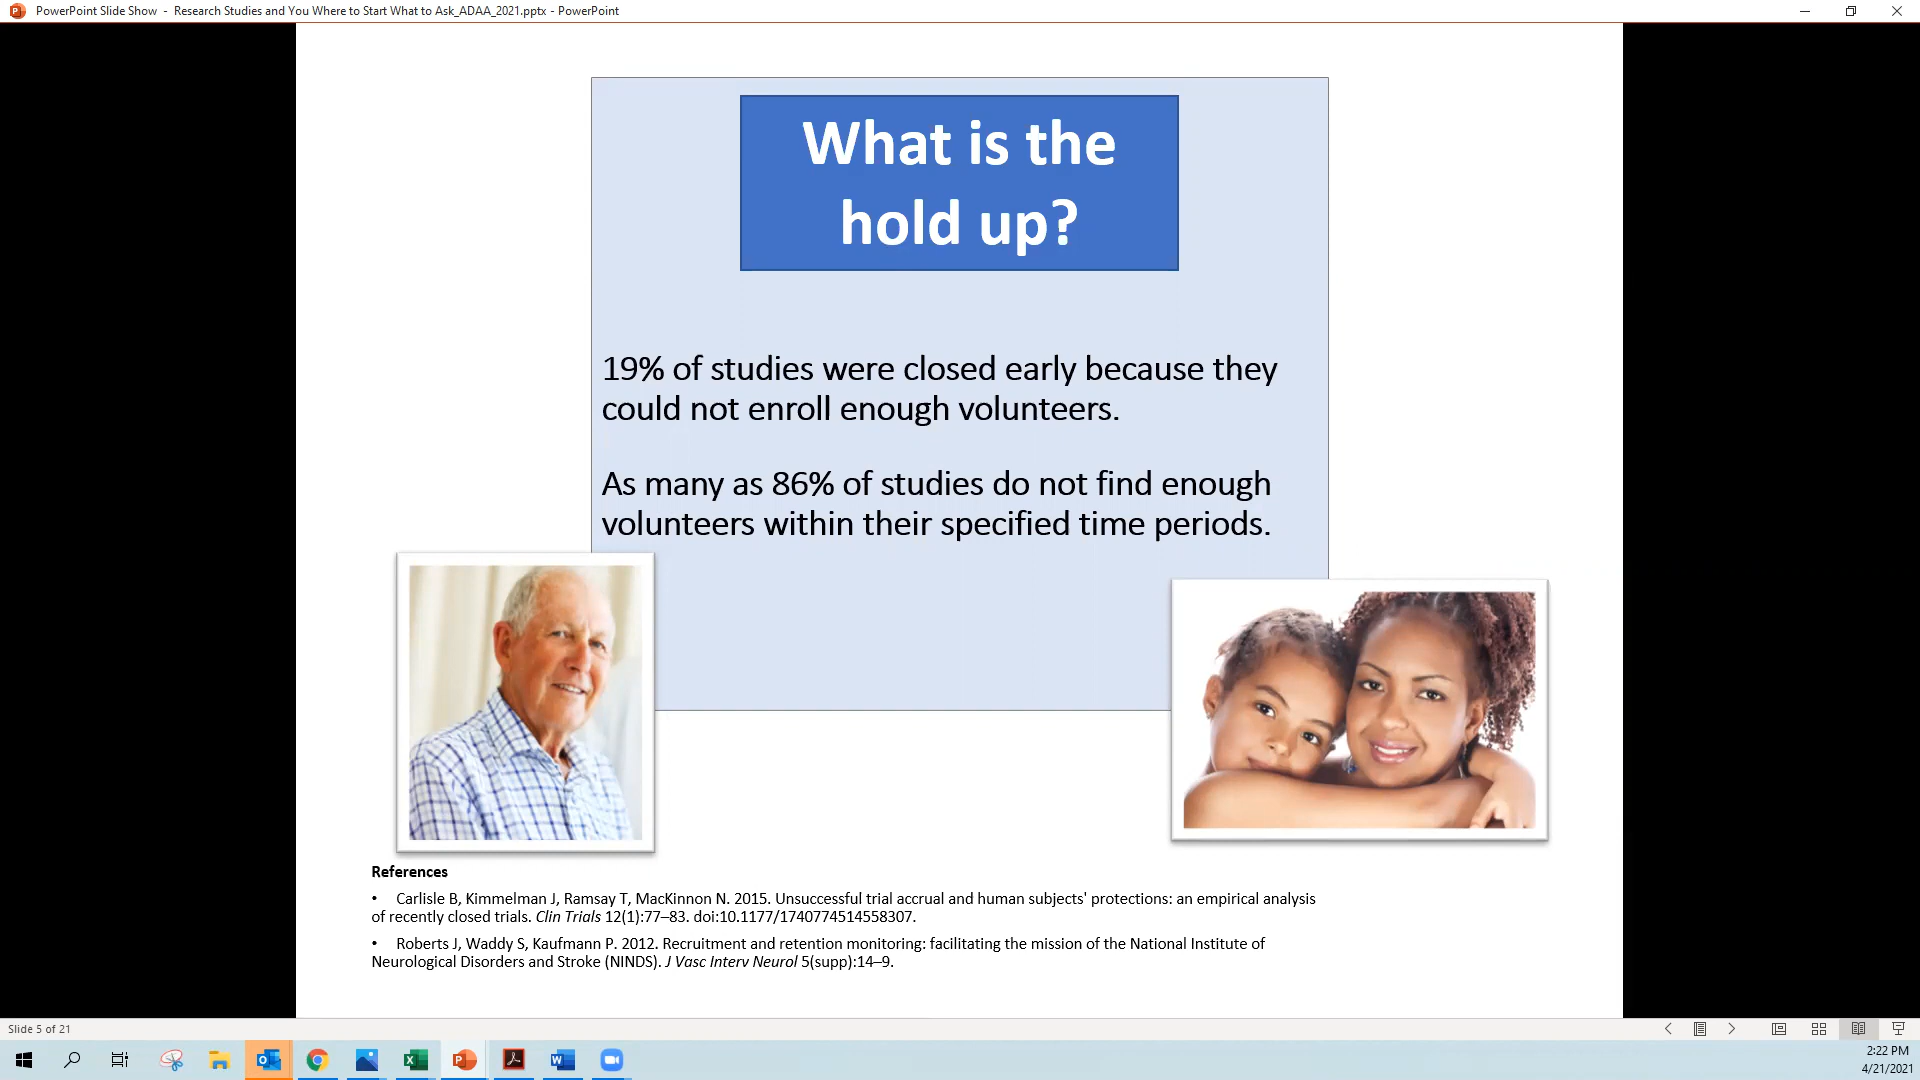 PowerPoint Slide Show - Research Studies and You Where to Start What to Ask_ADAA_2021.pptx - PowerPoint
What is the
hold up?
19% of studies were closed early because they
could not enroll enough volunteers.
As many as 86% of studies do not find enough
volunteers within their specified time periods.
References
• Carlisle B, Kimmelman J, Ramsay T, MacKinnon N. 2015. Unsuccessful trial accrual and human subjects' protections: an empirical analysis
of recently closed trials. Clin Trials 12(1):77–83. doi:10.1177/1740774514558307.
• Roberts J, Waddy S, Kaufmann P. 2012. Recruitment and retention monitoring: facilitating the mission of the National Institute of
Neurological Disorders and Stroke (NINDS). J Vasc Interv Neurol 5(supp):14–9.
Slide 5 of 21
2:22 PM
4/21/2021